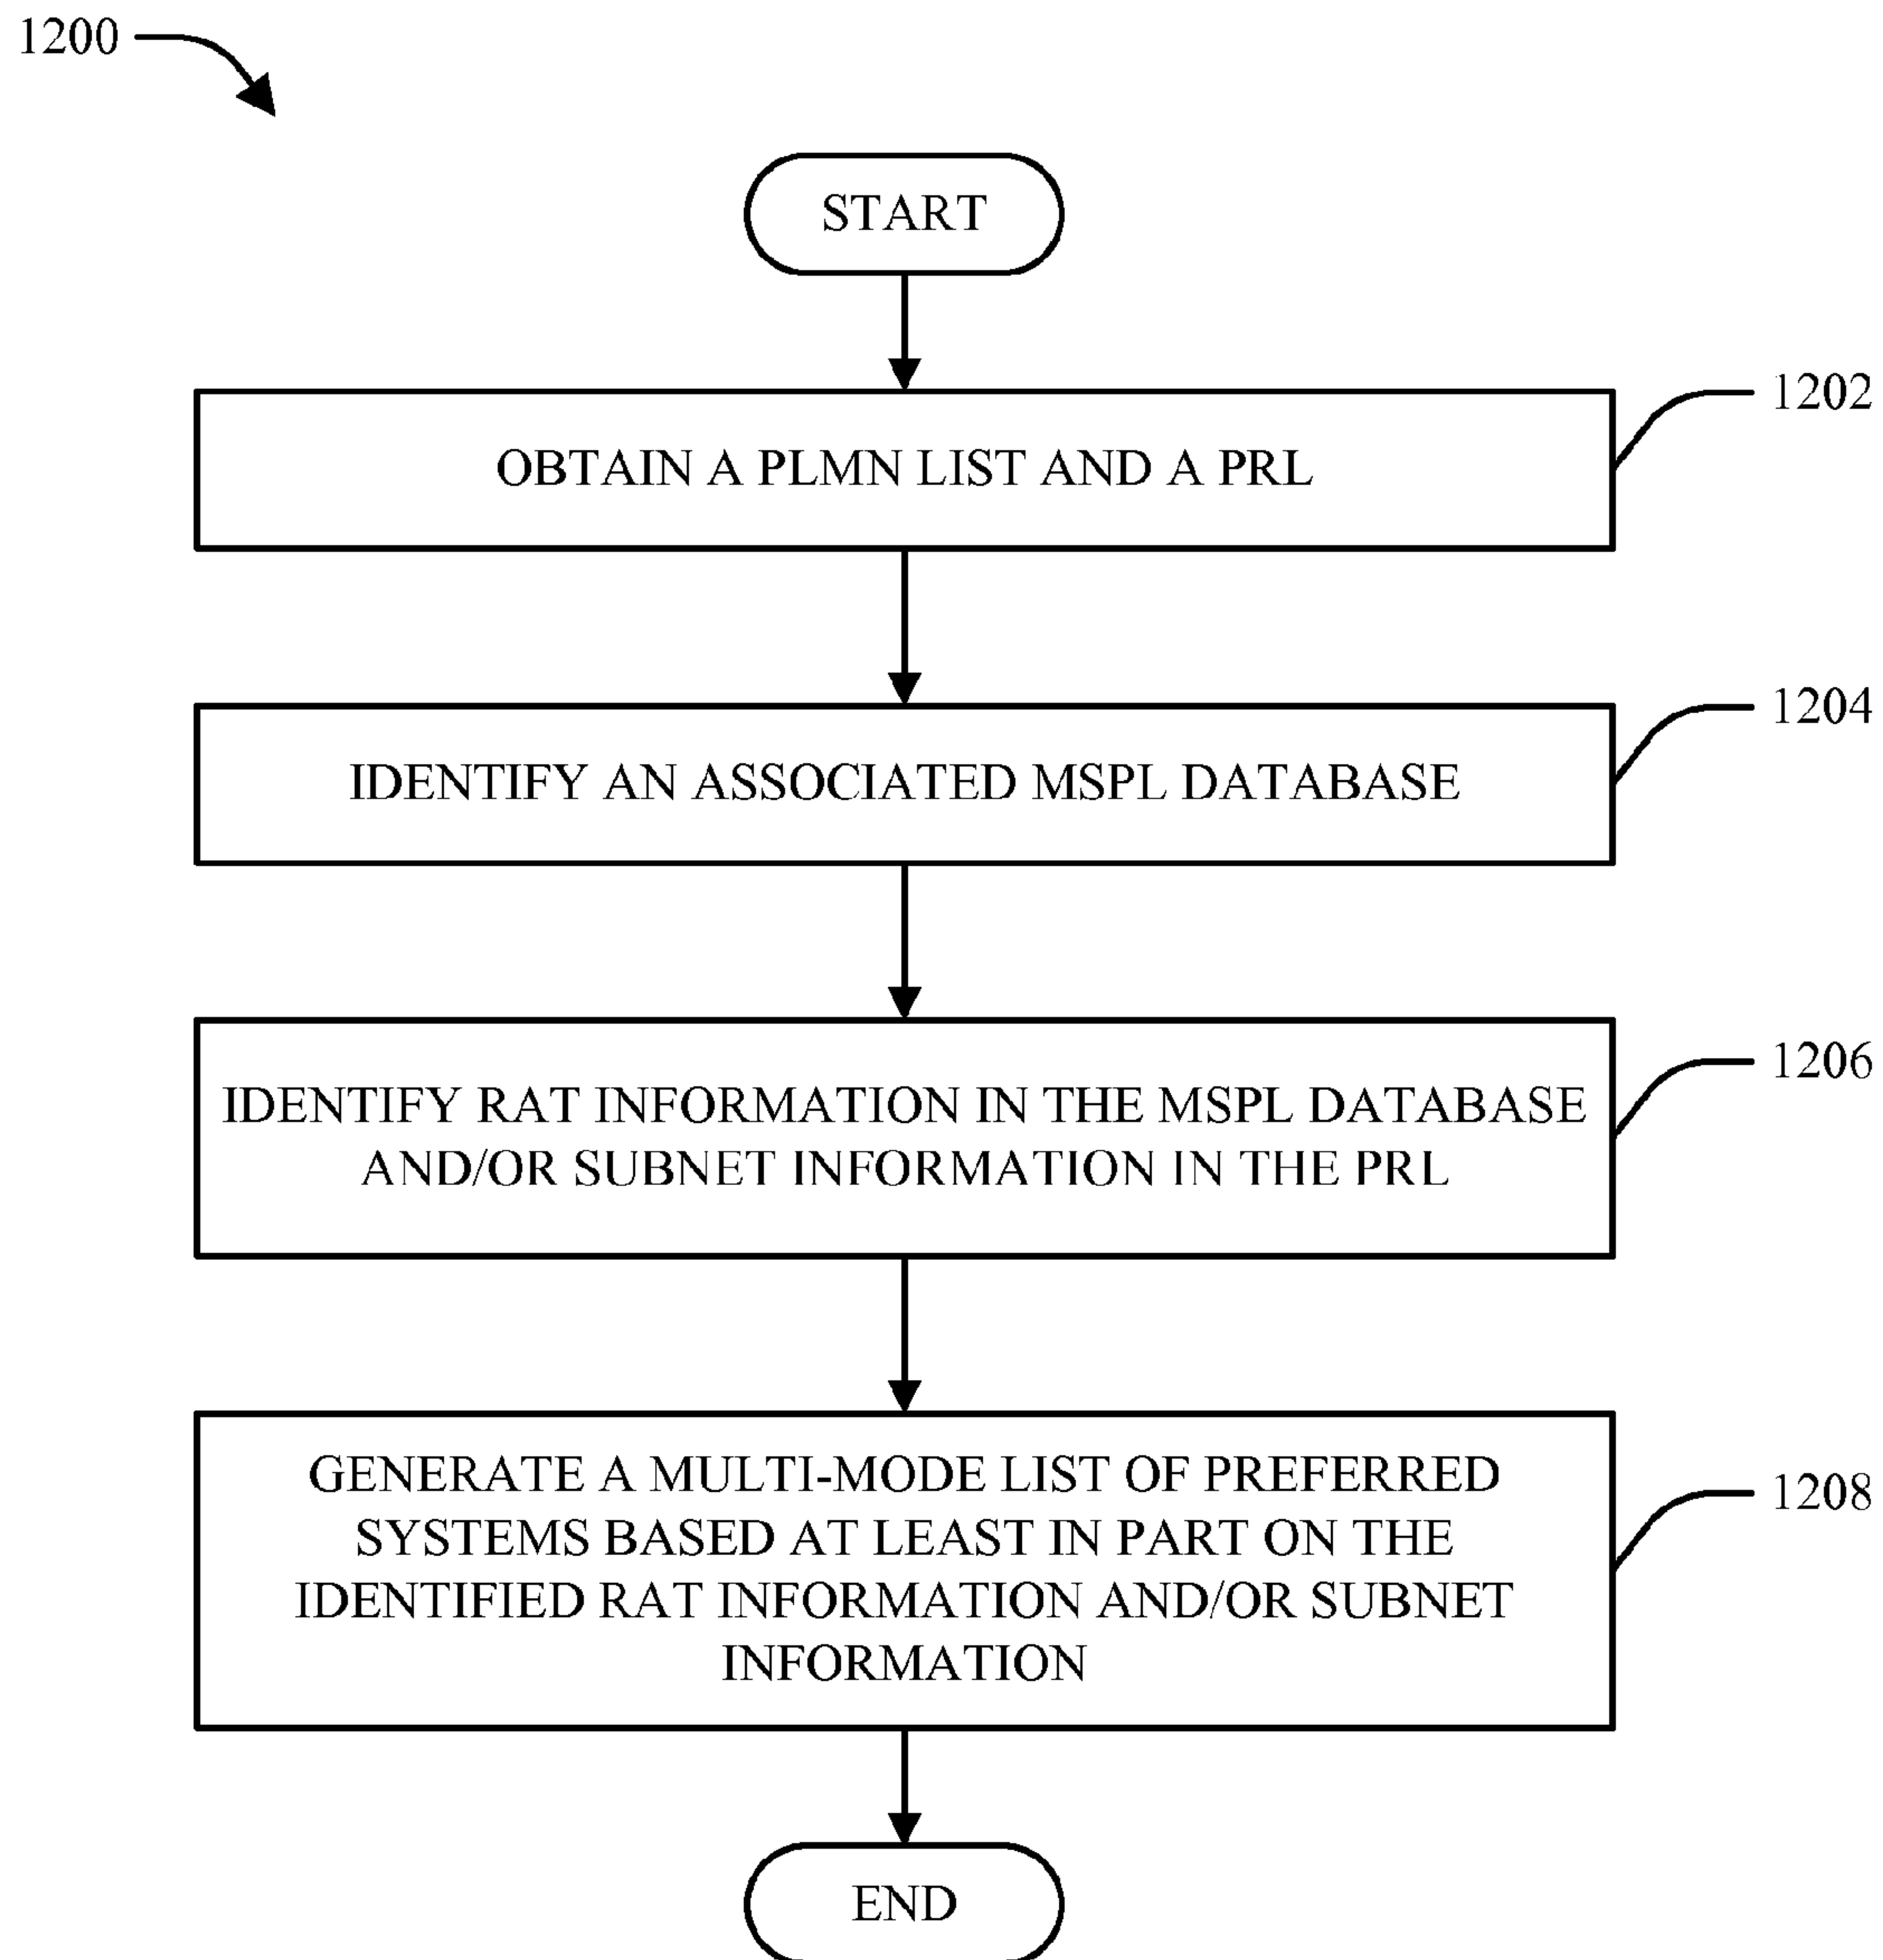 1200
START
OBTAIN A PLMN LIST AND A PRL
1202
IDENTIFY AN ASSOCIATED MSPL DATABASE
1204
IDENTIFY RAT INFORMATION IN THE MSPL DATABASE
AND/OR SUBNET INFORMATION IN THE PRL
1206
GENERATE A MULTI-MODE LIST OF PREFERRED
SYSTEMS BASED AT LEAST IN PART ON THE
IDENTIFIED RAT INFORMATION AND/OR SUBNET
INFORMATION
1208
END